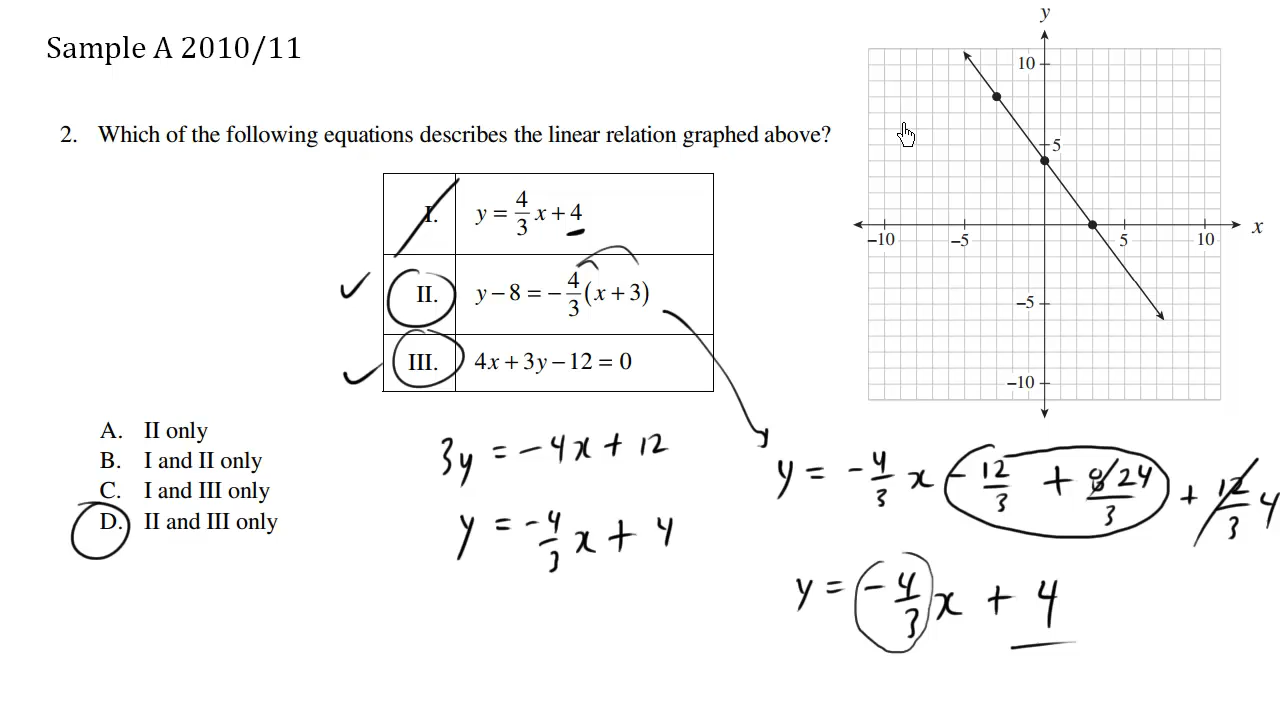 Sample A 2010/11
y
10
5
-10
-5
5
10
x
-5
-10
2. Which of the following equations describes the linear relation graphed above?
I. y = 4/3 x + 4
II. y − 8 = − 4/3 (x + 3)
III. 4x + 3y − 12 = 0
A. II only
B. I and II only
C. I and III only
D. II and III only
3y = −4x + 12
y = −4/3 x + 4
y = −4/3 x − 12/3 + 8 24/3 + 12/3 4
y = −4/3 x + 4